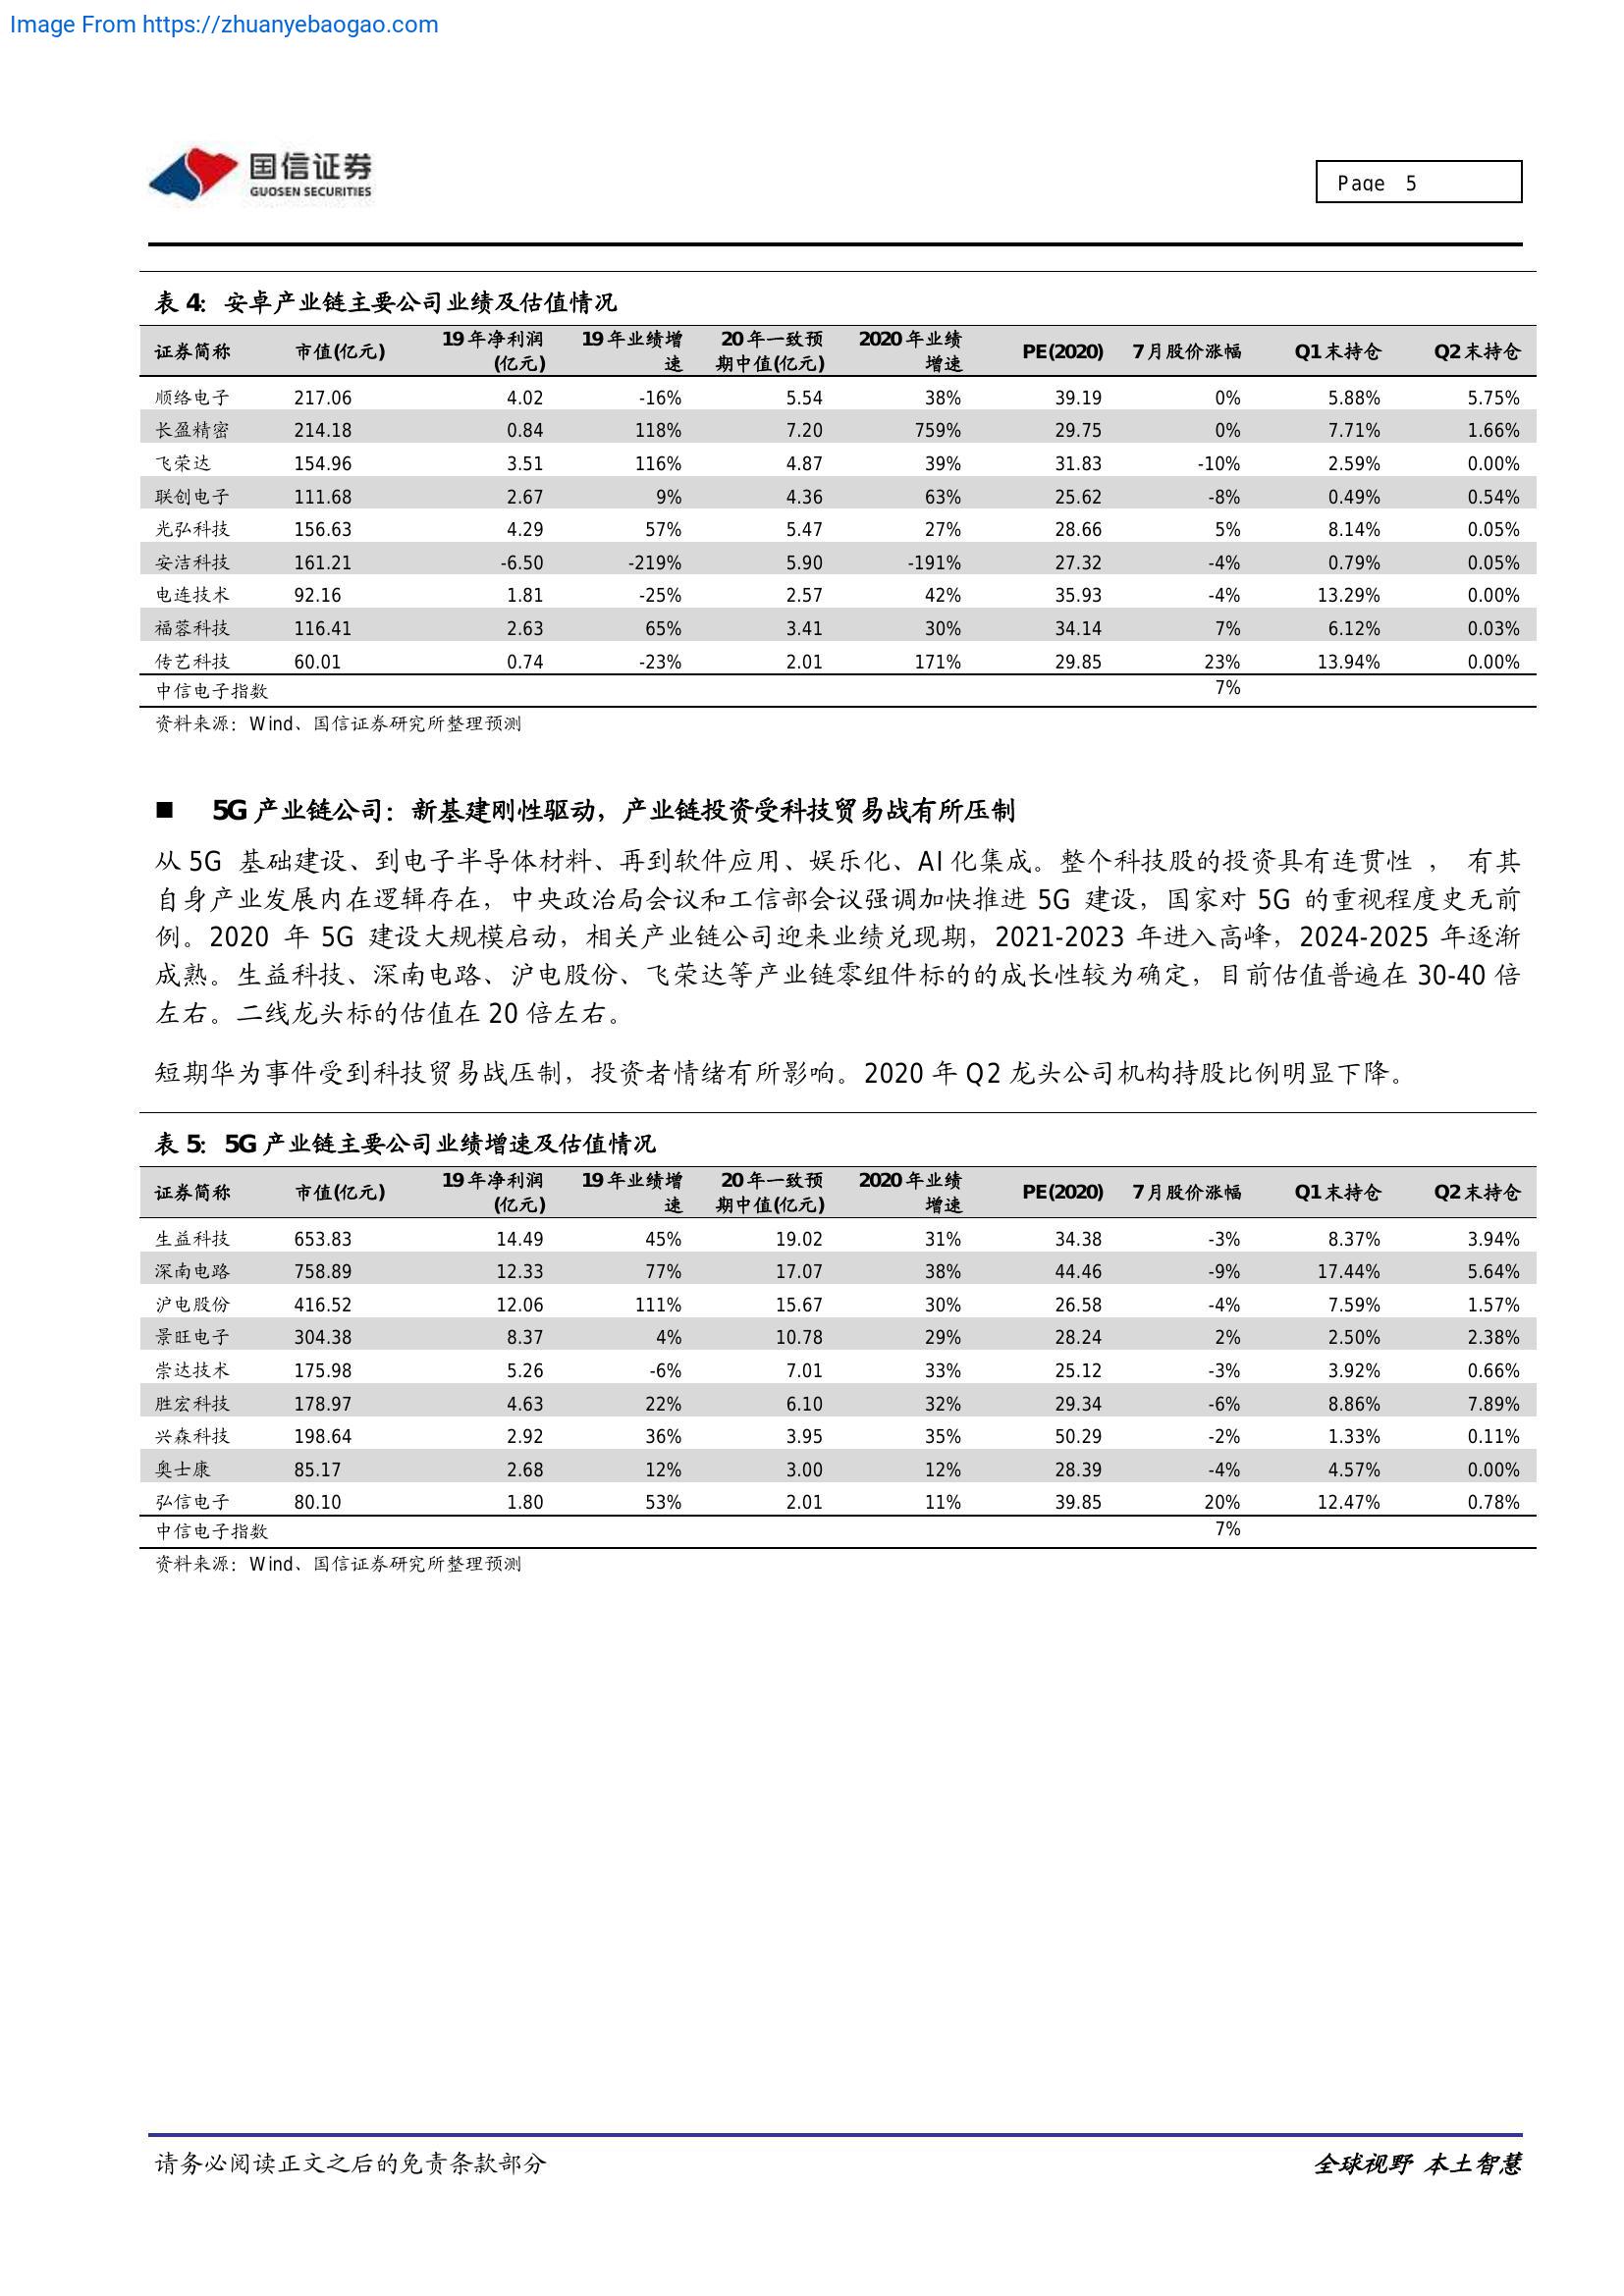 Image From https://zhuanyebaogao.com
国信证券
GUOSEN SECURITIES
Page 5
表 4: 安卓产业链主要公司业绩及估值情况
证券简称 市值(亿元) 19 年净利润(亿元) 19 年业绩增速 20 年一致预期中值(亿元) 2020 年业绩增速 PE(2020) 7 月股价涨幅 Q1 末持仓 Q2 末持仓
顺络电子 217.06 4.02 -16% 5.54 38% 39.19 0% 5.88% 5.75%
长盈精密 214.18 0.84 118% 7.20 759% 29.75 0% 7.71% 1.66%
飞荣达 154.96 3.51 116% 4.87 39% 31.83 -10% 2.59% 0.00%
联创电子 111.68 2.67 9% 4.36 63% 25.62 -8% 0.49% 0.54%
光弘科技 156.63 4.29 57% 5.47 27% 28.66 5% 8.14% 0.05%
安洁科技 161.21 -6.50 -219% 5.90 -191% 27.32 -4% 0.79% 0.05%
电连技术 92.16 1.81 -25% 2.57 42% 35.93 -4% 13.29% 0.00%
福蓉科技 116.41 2.63 65% 3.41 30% 34.14 7% 6.12% 0.03%
传艺科技 60.01 0.74 -23% 2.01 171% 29.85 23% 13.94% 0.00%
中信电子指数 7%
资料来源：Wind、国信证券研究所整理预测
■ 5G 产业链公司：新基建刚性驱动，产业链投资受科技贸易战有所压制
从 5G 基础建设、到电子半导体材料、再到软件应用、娱乐化、AI 化集成。整个科技股的投资具有连贯性 ， 有其
自身产业发展内在逻辑存在，中央政治局会议和工信部会议强调加快推进 5G 建设，国家对 5G 的重视程度史无前
例。2020 年 5G 建设大规模启动，相关产业链公司迎来业绩兑现期，2021-2023 年进入高峰，2024-2025 年逐渐
成熟。生益科技、深南电路、沪电股份、飞荣达等产业链零组件标的的成长性较为确定，目前估值普遍在 30-40 倍
左右。二线龙头标的估值在 20 倍左右。
短期华为事件受到科技贸易战压制，投资者情绪有所影响。2020 年 Q2 龙头公司机构持股比例明显下降。
表 5: 5G 产业链主要公司业绩增速及估值情况
证券简称 市值(亿元) 19 年净利润(亿元) 19 年业绩增速 20 年一致预期中值(亿元) 2020 年业绩增速 PE(2020) 7 月股价涨幅 Q1 末持仓 Q2 末持仓
生益科技 653.83 14.49 45% 19.02 31% 34.38 -3% 8.37% 3.94%
深南电路 758.89 12.33 77% 17.07 38% 44.46 -9% 17.44% 5.64%
沪电股份 416.52 12.06 111% 15.67 30% 26.58 -4% 7.59% 1.57%
景旺电子 304.38 8.37 4% 10.78 29% 28.24 2% 2.50% 2.38%
崇达技术 175.98 5.26 -6% 7.01 33% 25.12 -3% 3.92% 0.66%
胜宏科技 178.97 4.63 22% 6.10 32% 29.34 -6% 8.86% 7.89%
兴森科技 198.64 2.92 36% 3.95 35% 50.29 -2% 1.33% 0.11%
奥士康 85.17 2.68 12% 3.00 12% 28.39 -4% 4.57% 0.00%
弘信电子 80.10 1.80 53% 2.01 11% 39.85 20% 12.47% 0.78%
中信电子指数 7%
资料来源：Wind、国信证券研究所整理预测
请务必阅读正文之后的免责条款部分
全球视野 本土智慧